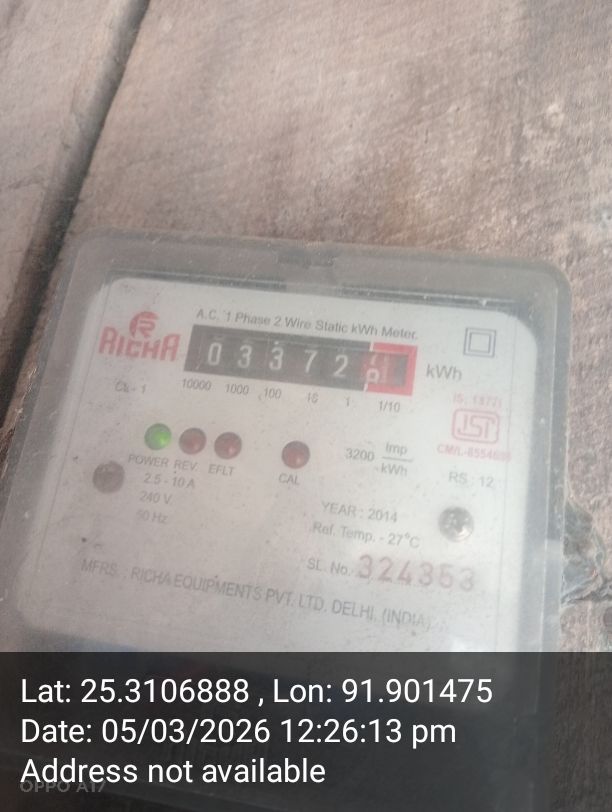 A.C. 1 Phase 2 Wire Static kWh Meter.
RICHA
0 3 3 7 2
kWh
CL - 1
10000 1000 100 10 1 1/10
IS: 13779
ISI
CM/L-
POWER REV. EFLT
CAL
3200 Imp/kWh
RS : 12
2.5 - 10 A
240 V
50 Hz
YEAR : 2014
Ref. Temp. - 27°C
SL. No. 324353
MFRS. : RICHA EQUIPMENTS PVT. LTD. DELHI. (INDIA)
Lat: 25.3106888 , Lon: 91.901475
Date: 05/03/2026 12:26:13 pm
Address not available
OPPO A17